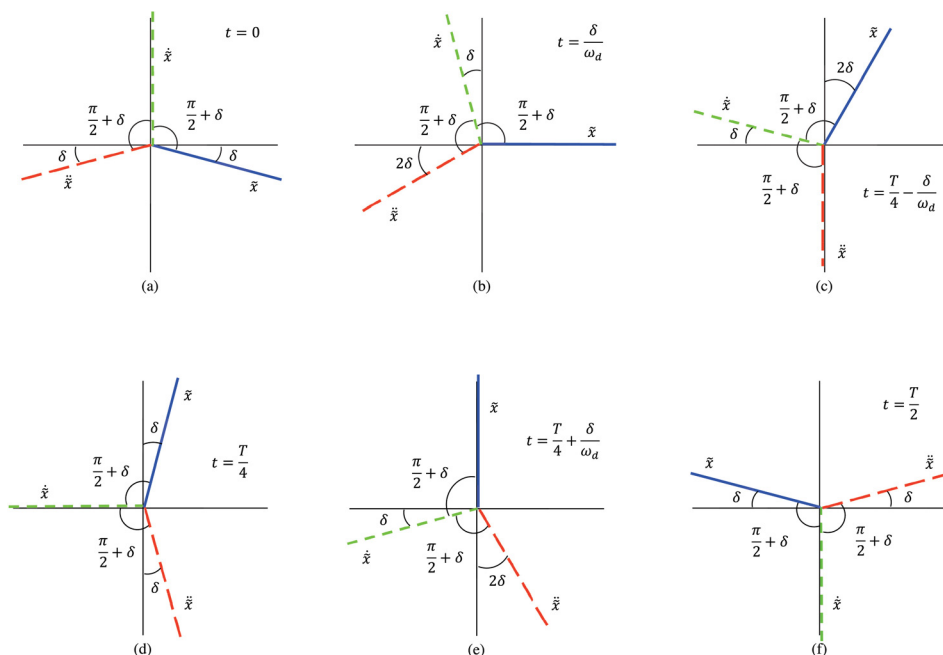 t = 0
ẋ̃
π/2 + δ
π/2 + δ
δ
δ
ẍ̃
x̃
(a)
t = δ/ω_d
ẋ̃
δ
π/2 + δ
π/2 + δ
x̃
2δ
ẍ̃
(b)
x̃
2δ
ẋ̃
π/2 + δ
δ
π/2 + δ
t = T/4 − δ/ω_d
ẍ̃
(c)
x̃
δ
π/2 + δ
t = T/4
ẋ̃
π/2 + δ
δ
ẍ̃
(d)
x̃
t = T/4 + δ/ω_d
π/2 + δ
δ
ẋ̃
π/2 + δ
2δ
ẍ̃
(e)
t = T/2
x̃
ẍ̃
δ
δ
π/2 + δ
π/2 + δ
ẋ̃
(f)